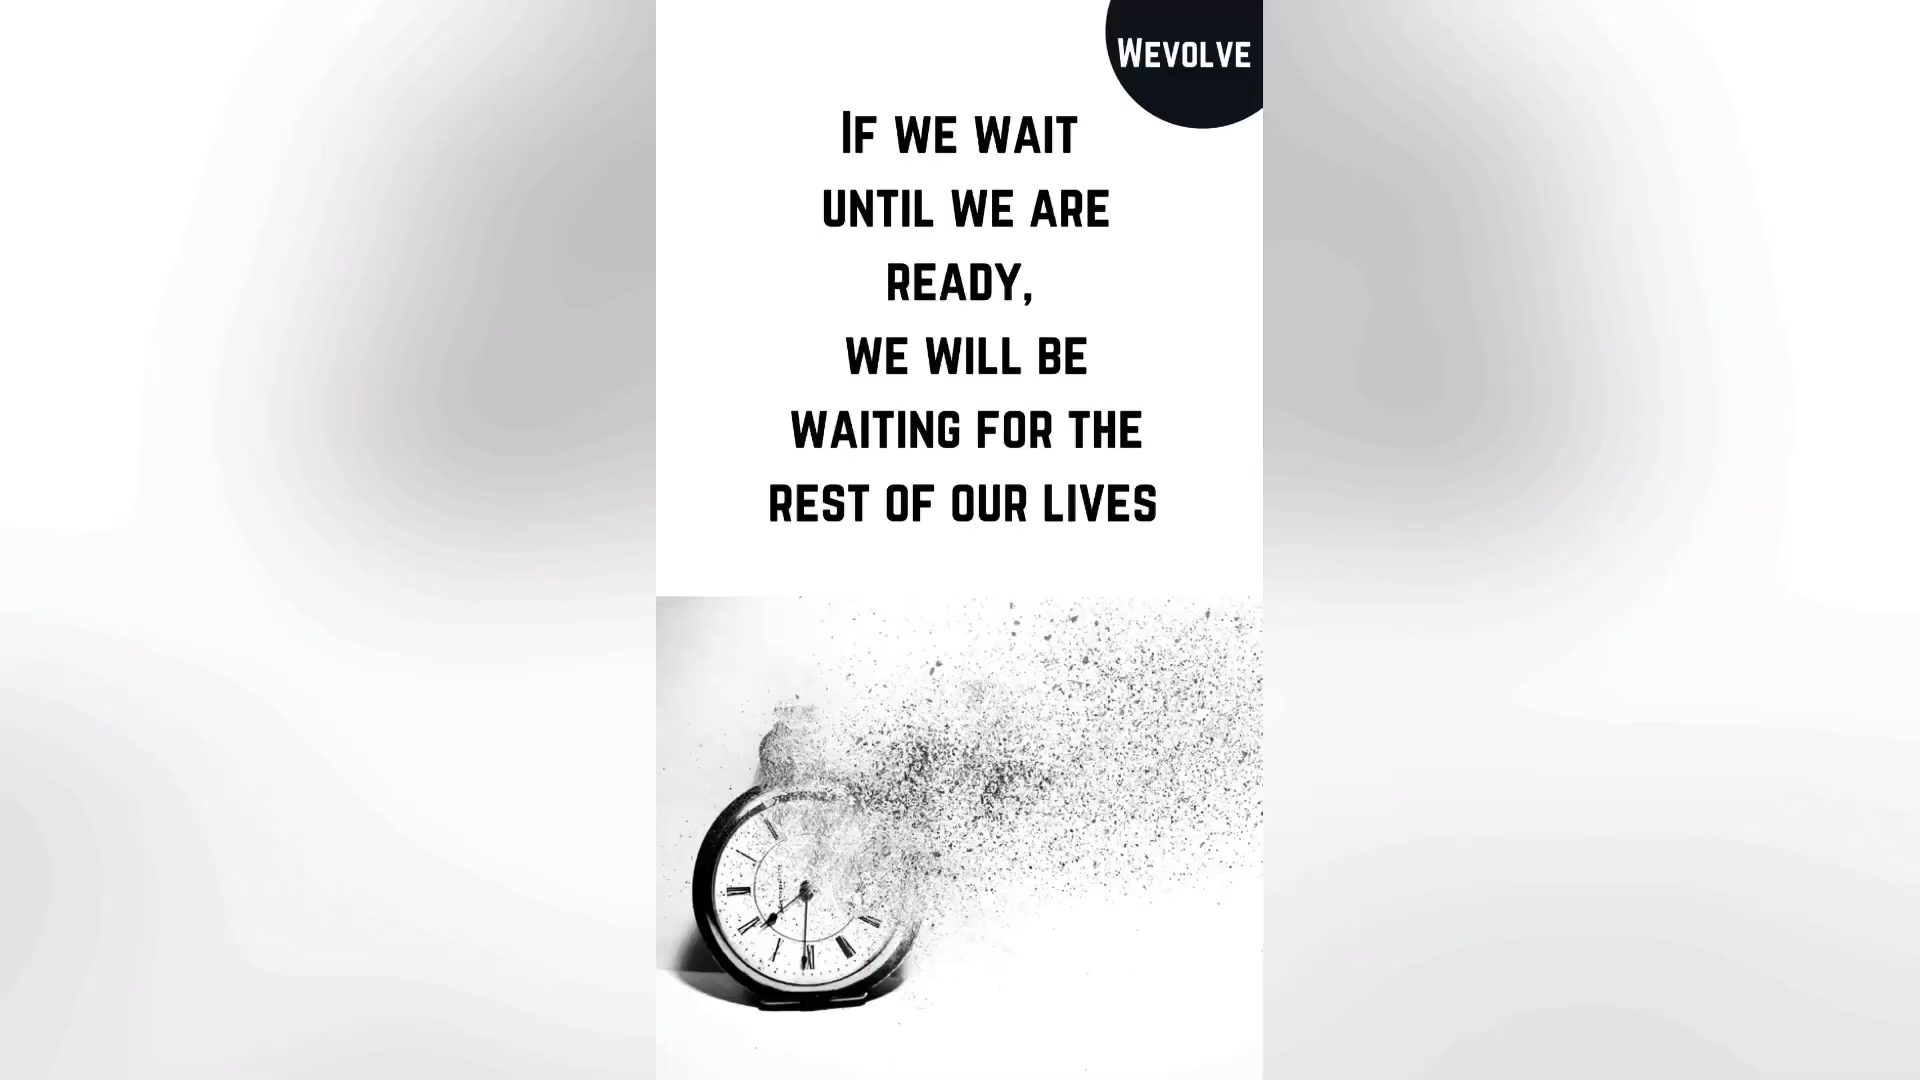 Wevolve
If we wait
until we are
ready,
we will be
waiting for the
rest of our lives